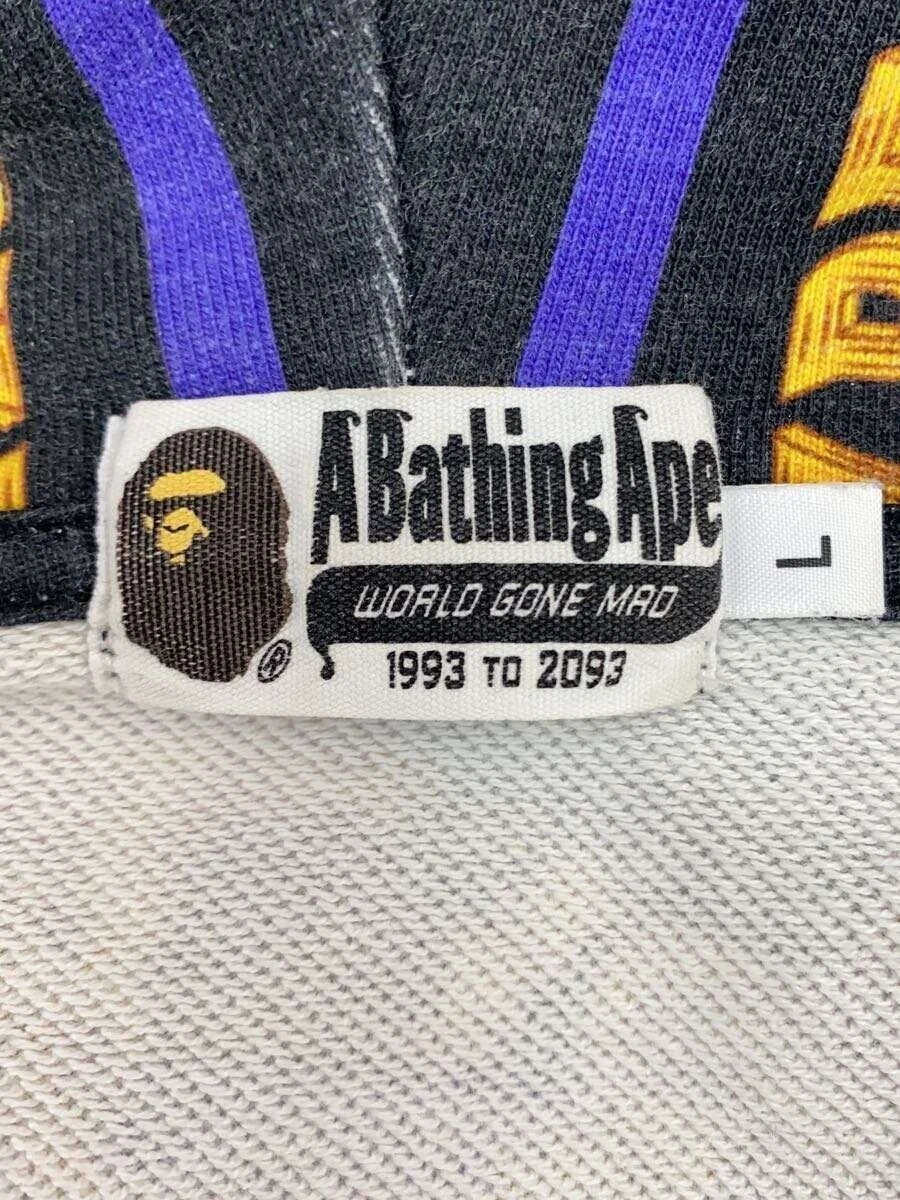 A Bathing Ape
WORLD GONE MAD
1993 TO 2093
®
L